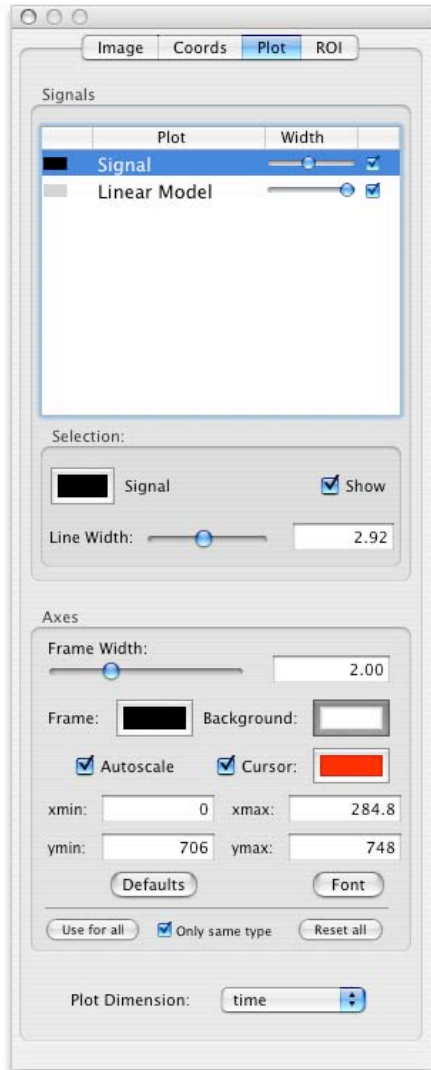 Image Coords Plot ROI
Signals
Plot Width
Signal
Linear Model
Selection:
Signal Show
Line Width: 2.92
Axes
Frame Width:
2.00
Frame: Background:
Autoscale Cursor:
xmin: 0 xmax: 284.8
ymin: 706 ymax: 748
Defaults Font
Use for all Only same type Reset all
Plot Dimension: time